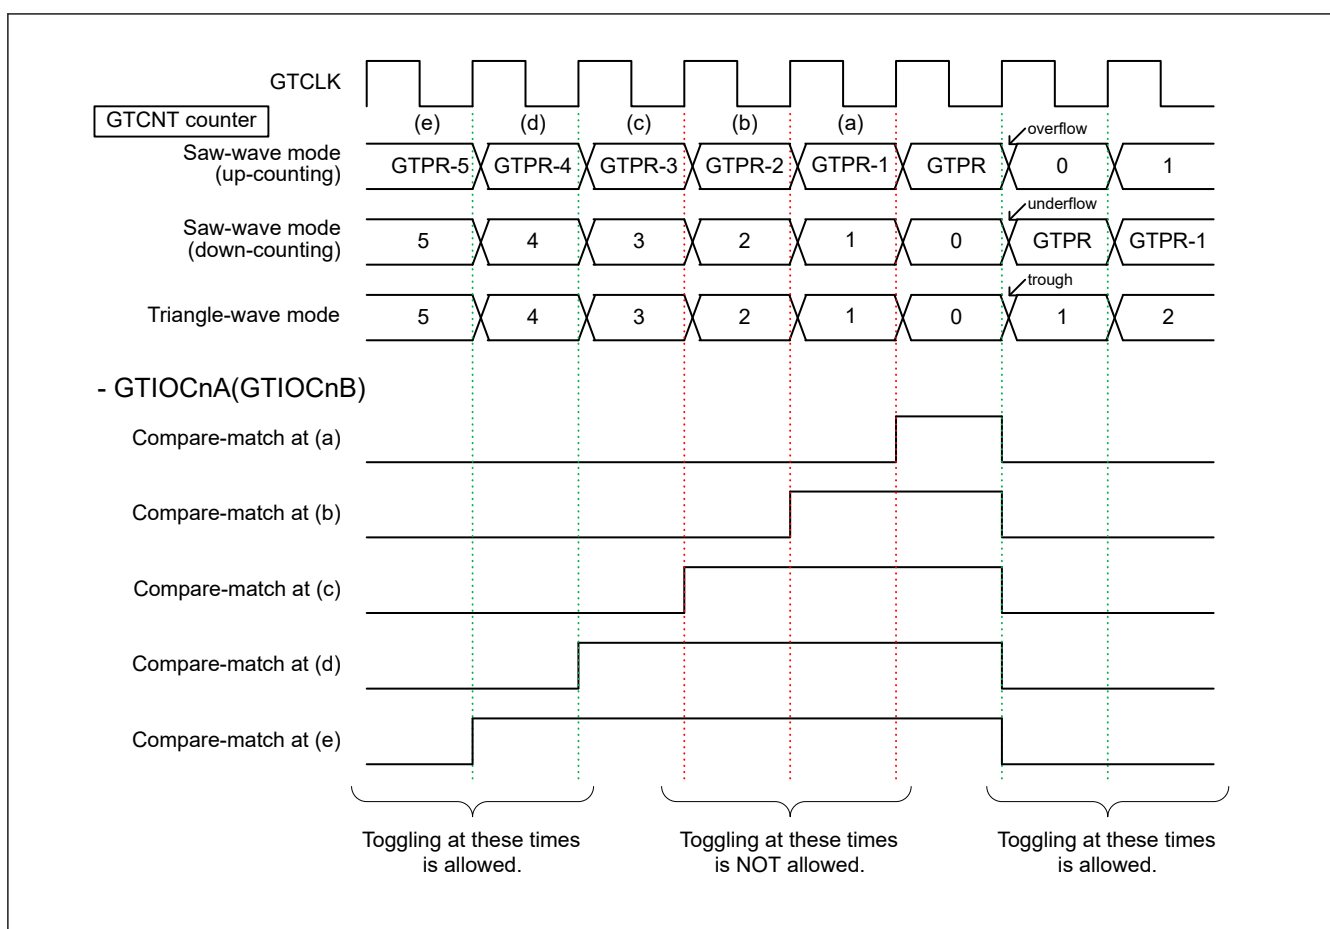 GTCLK
GTCNT counter
(e) (d) (c) (b) (a)
overflow
Saw-wave mode
(up-counting)
GTPR-5 GTPR-4 GTPR-3 GTPR-2 GTPR-1 GTPR 0 1
underflow
Saw-wave mode
(down-counting)
5 4 3 2 1 0 GTPR GTPR-1
trough
Triangle-wave mode 5 4 3 2 1 0 1 2
- GTIOCnA(GTIOCnB)
Compare-match at (a)
Compare-match at (b)
Compare-match at (c)
Compare-match at (d)
Compare-match at (e)
Toggling at these times
is allowed.
Toggling at these times
is NOT allowed.
Toggling at these times
is allowed.